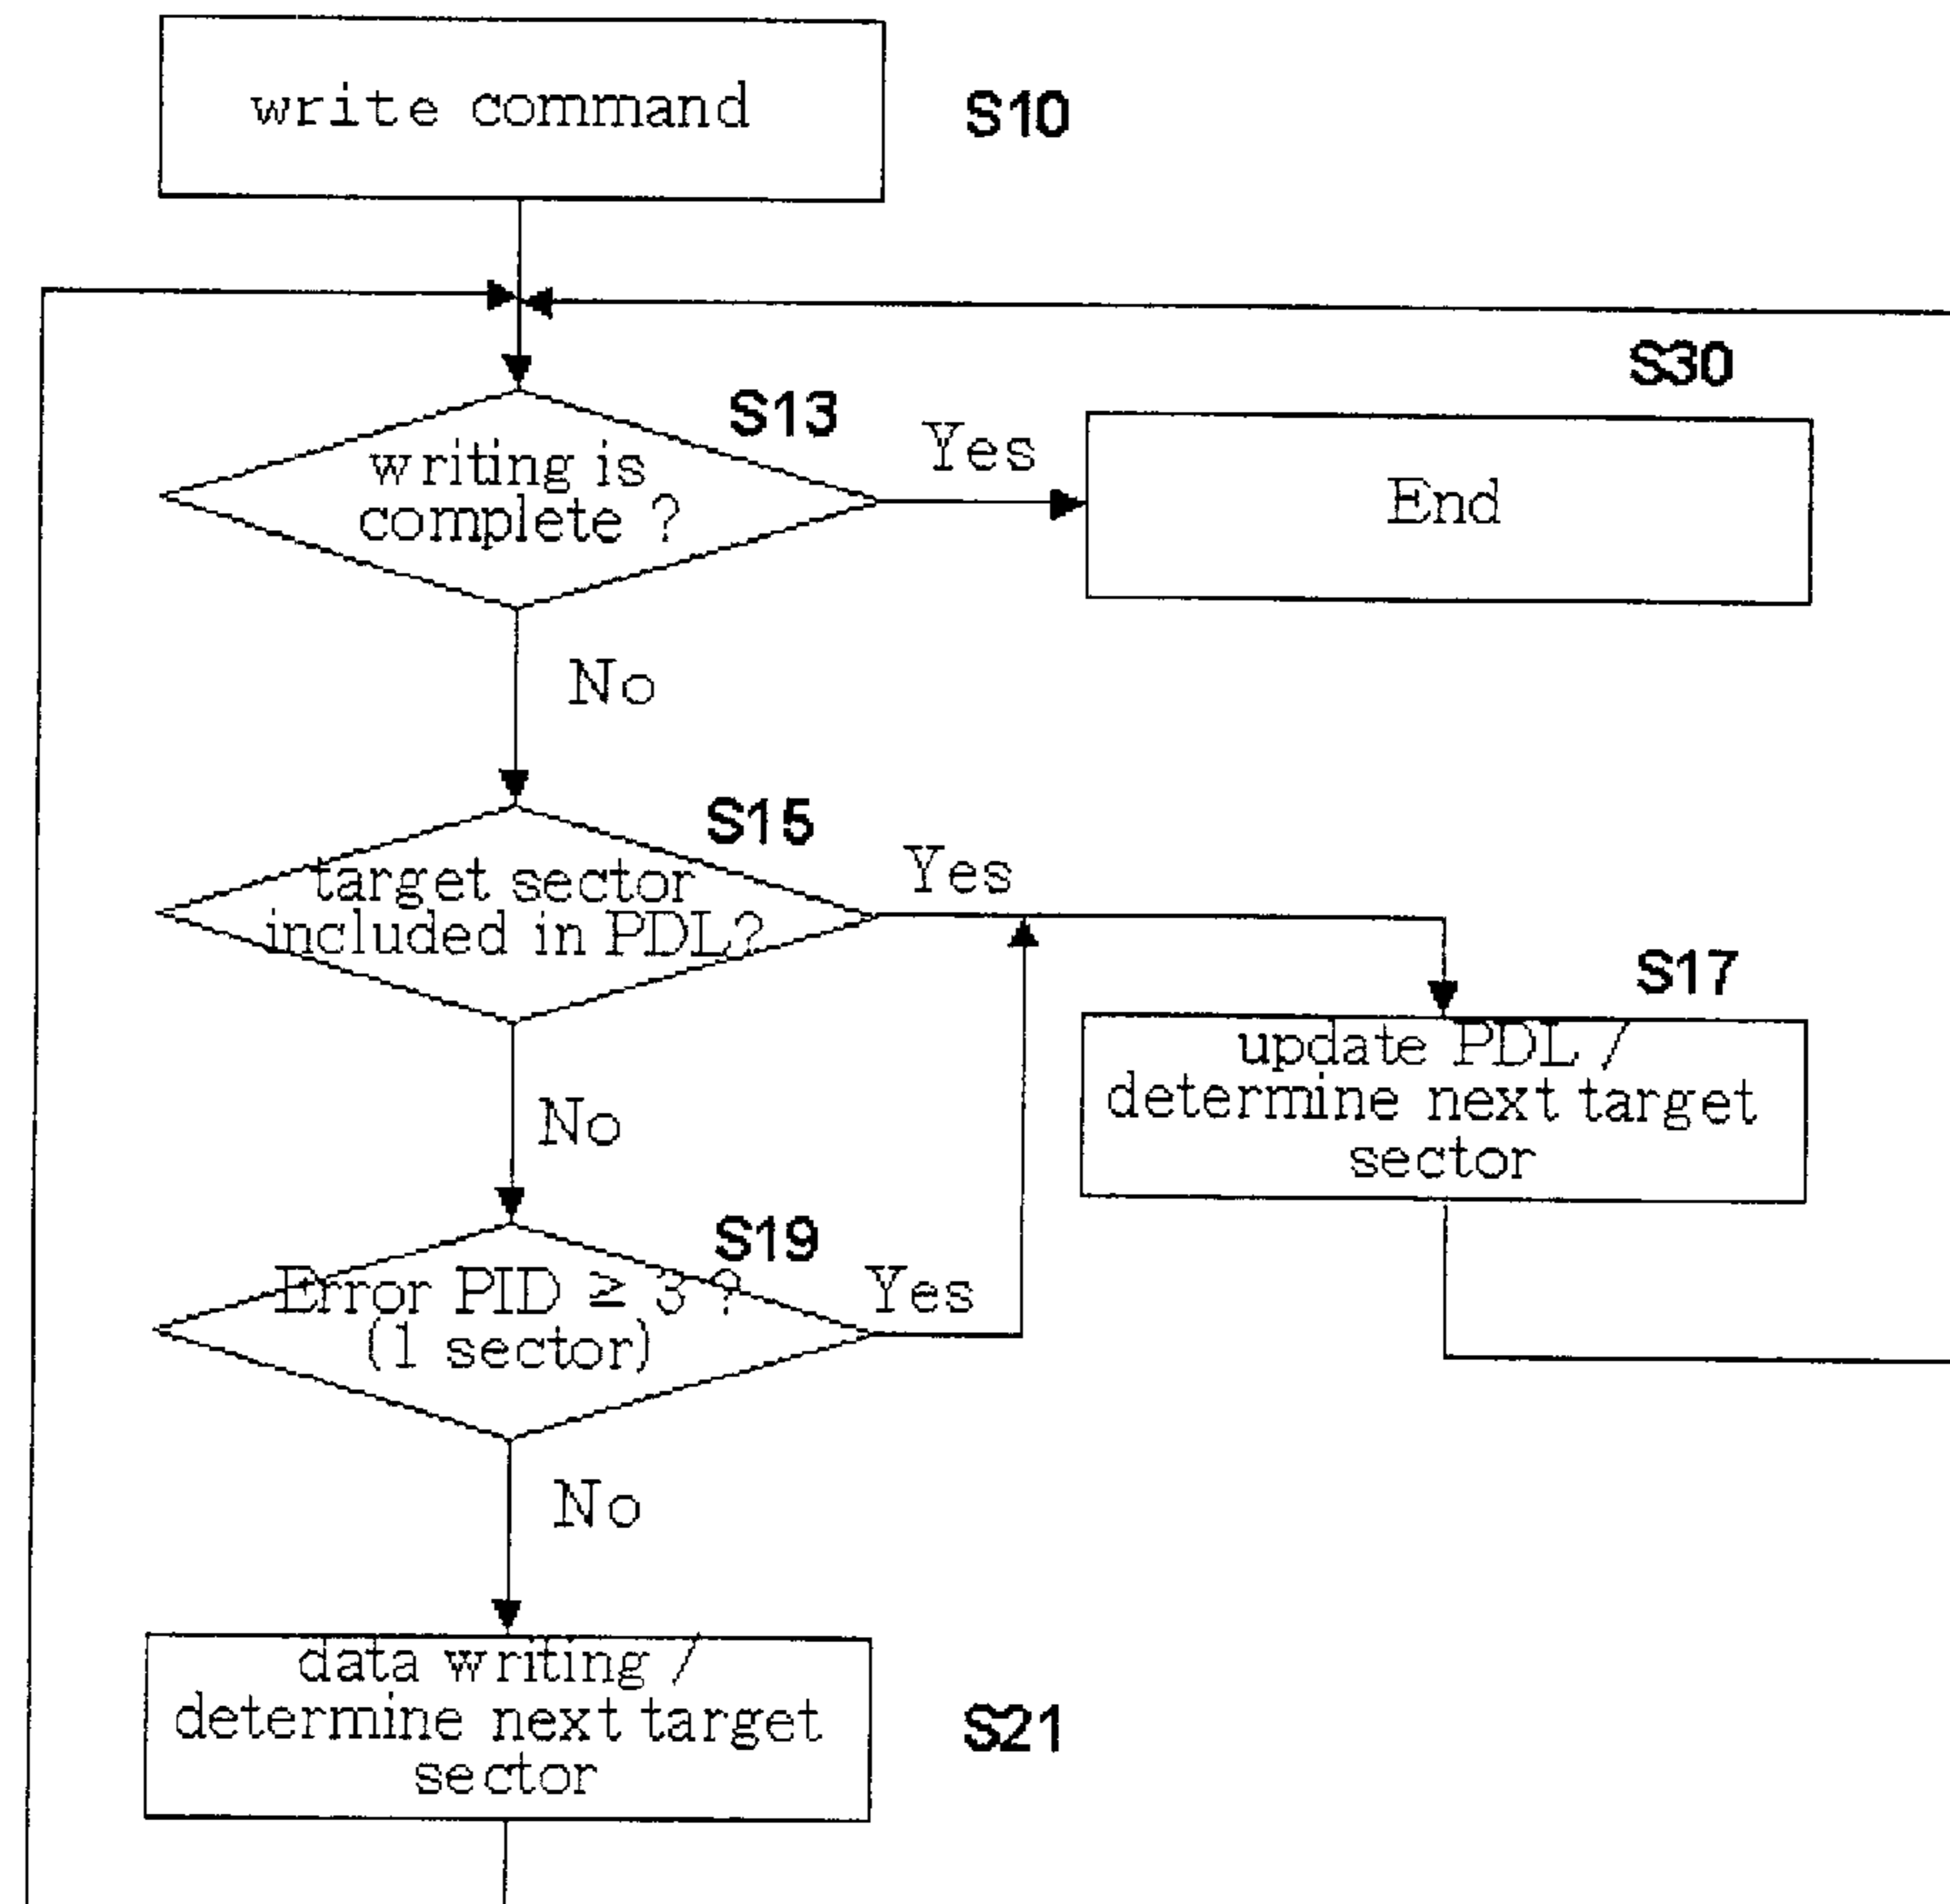 write command
S10
S30
S13
Yes
writing is
complete ?
End
No
S15
Yes
target sector
included in PDL?
S17
update PDL /
determine next target
sector
No
S19
Error PID ≥ 3 ?
(1 sector)
Yes
No
data writing /
determine next target
sector
S21